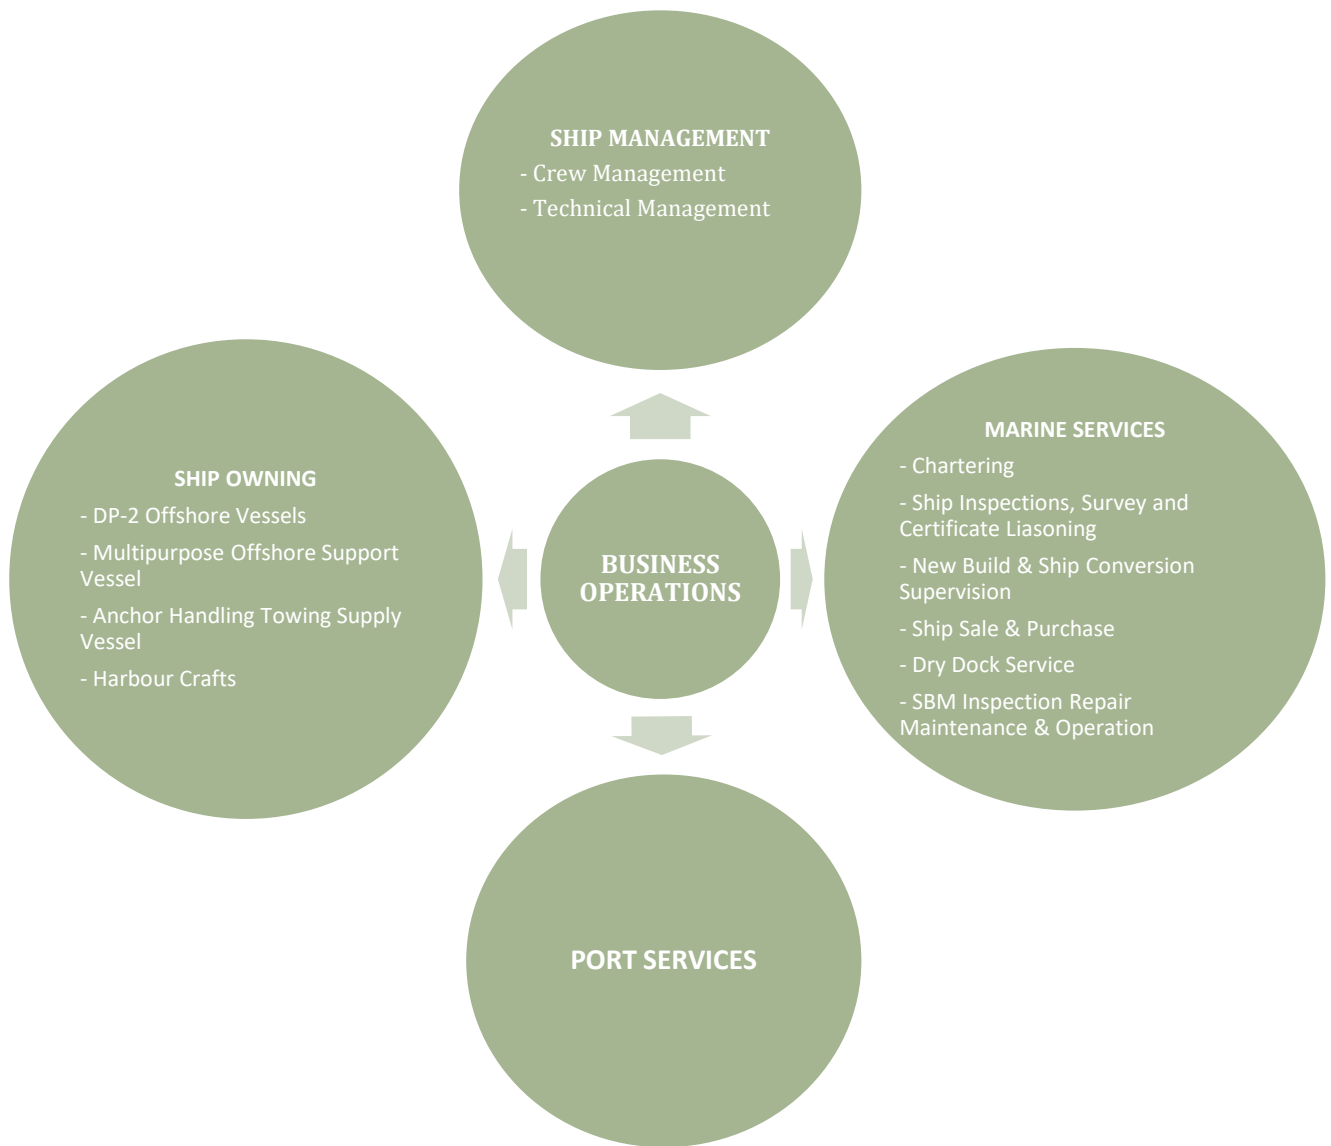 SHIP MANAGEMENT
- Crew Management
- Technical Management
SHIP OWNING
- DP-2 Offshore Vessels
- Multipurpose Offshore Support
Vessel
- Anchor Handling Towing Supply
Vessel
- Harbour Crafts
BUSINESS
OPERATIONS
MARINE SERVICES
- Chartering
- Ship Inspections, Survey and
Certificate Liasoning
- New Build & Ship Conversion
Supervision
- Ship Sale & Purchase
- Dry Dock Service
- SBM Inspection Repair
Maintenance & Operation
PORT SERVICES